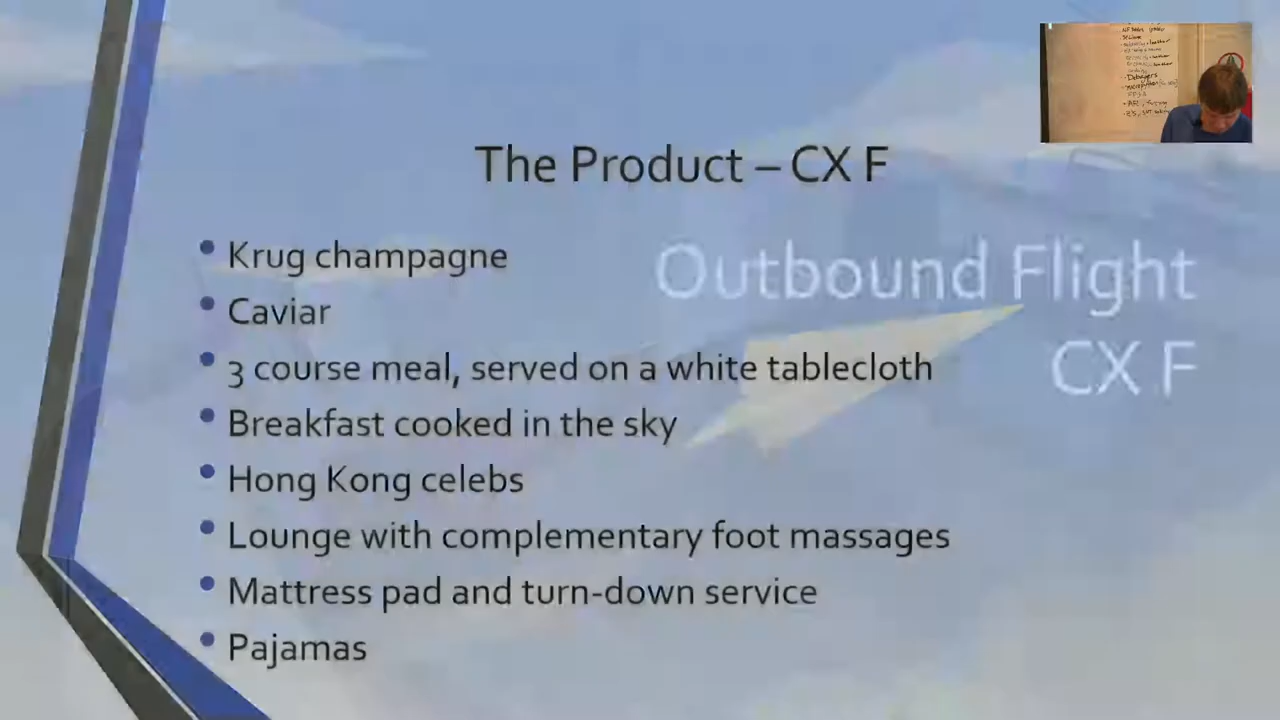 The Product – CX F
• Krug champagne
• Caviar
• 3 course meal, served on a white tablecloth
• Breakfast cooked in the sky
• Hong Kong celebs
• Lounge with complementary foot massages
• Mattress pad and turn-down service
• Pajamas
Outbound Flight
CX F